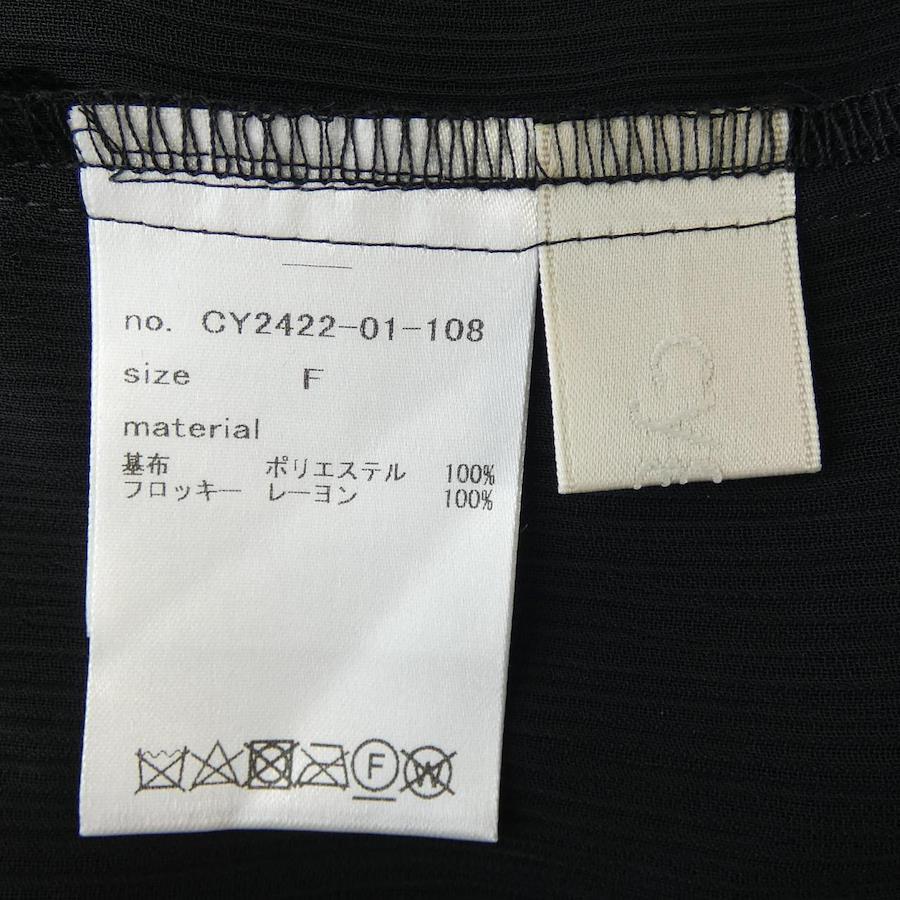 no. CY2422-01-108
size F
material
基布 ポリエステル 100%
フロッキー レーヨン 100%
F W